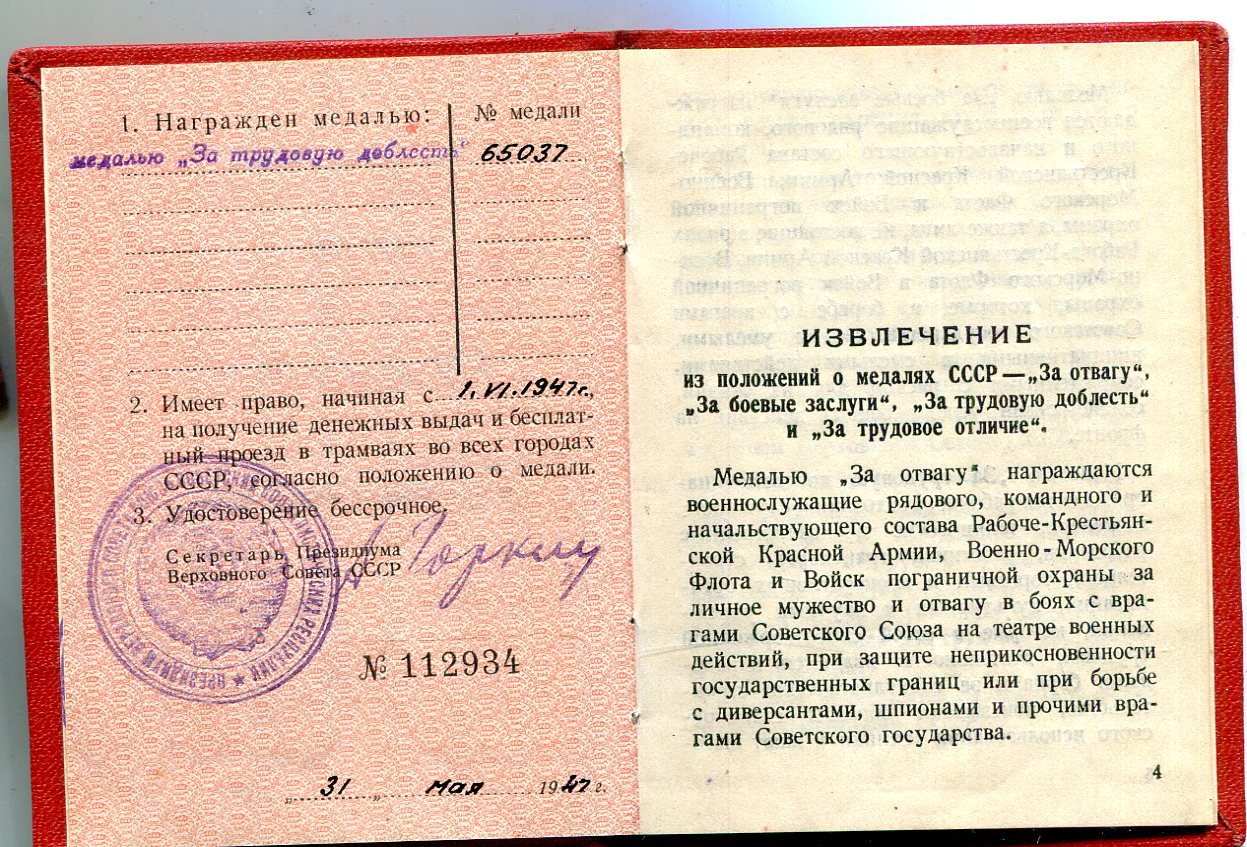 1. Награжден медалью:
№ медали
медалью „За трудовую доблесть“
65037
2. Имеет право, начиная с 1.VI.1947г.,
на получение денежных выдач и бесплат-
ный проезд в трамваях во всех городах
СССР, согласно положению о медали.
3. Удостоверение бессрочное.
Секретарь Президиума
Верховного Совета СССР
А Горкин
№ 112934
„31“ мая 1947 г.
ИЗВЛЕЧЕНИЕ
из положений о медалях СССР—„За отвагу“,
„За боевые заслуги“, „За трудовую доблесть“
и „За трудовое отличие“.
Медалью „За отвагу“ награждаются
военнослужащие рядового, командного и
начальствующего состава Рабоче-Крестьян-
ской Красной Армии, Военно-Морского
Флота и Войск пограничной охраны за
личное мужество и отвагу в боях с вра-
гами Советского Союза на театре военных
действий, при защите неприкосновенности
государственных границ или при борьбе
с диверсантами, шпионами и прочими вра-
гами Советского государства.
4